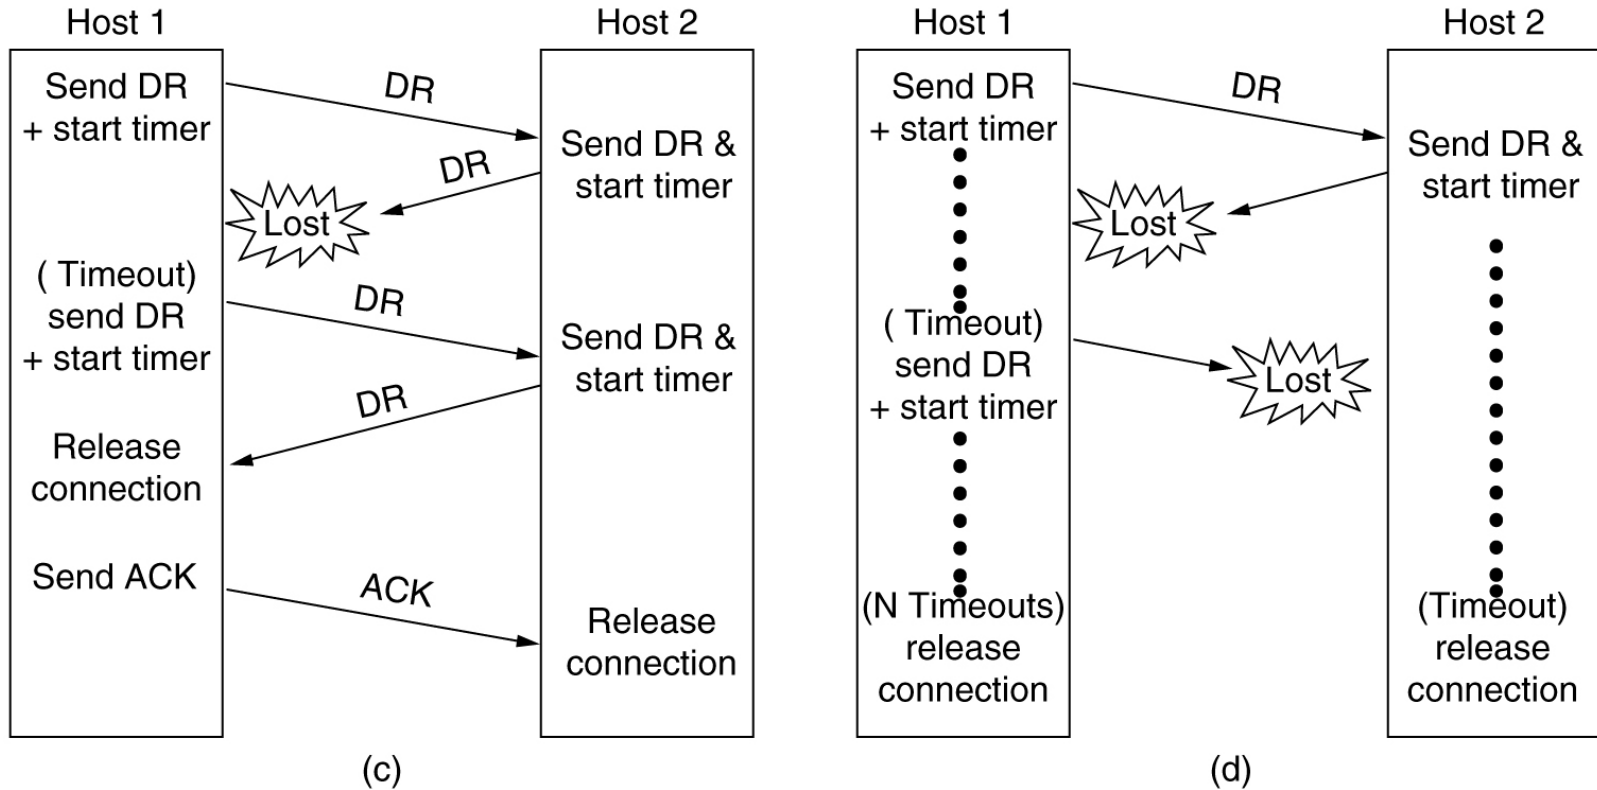 Host 1
Host 2
Send DR
+ start timer
DR
Send DR &
start timer
DR
Lost
( Timeout)
send DR
+ start timer
DR
Send DR &
start timer
DR
Release
connection
Send ACK
ACK
Release
connection
(c)
Host 1
Host 2
Send DR
+ start timer
DR
Send DR &
start timer
Lost
( Timeout)
send DR
+ start timer
Lost
(N Timeouts)
release
connection
(Timeout)
release
connection
(d)